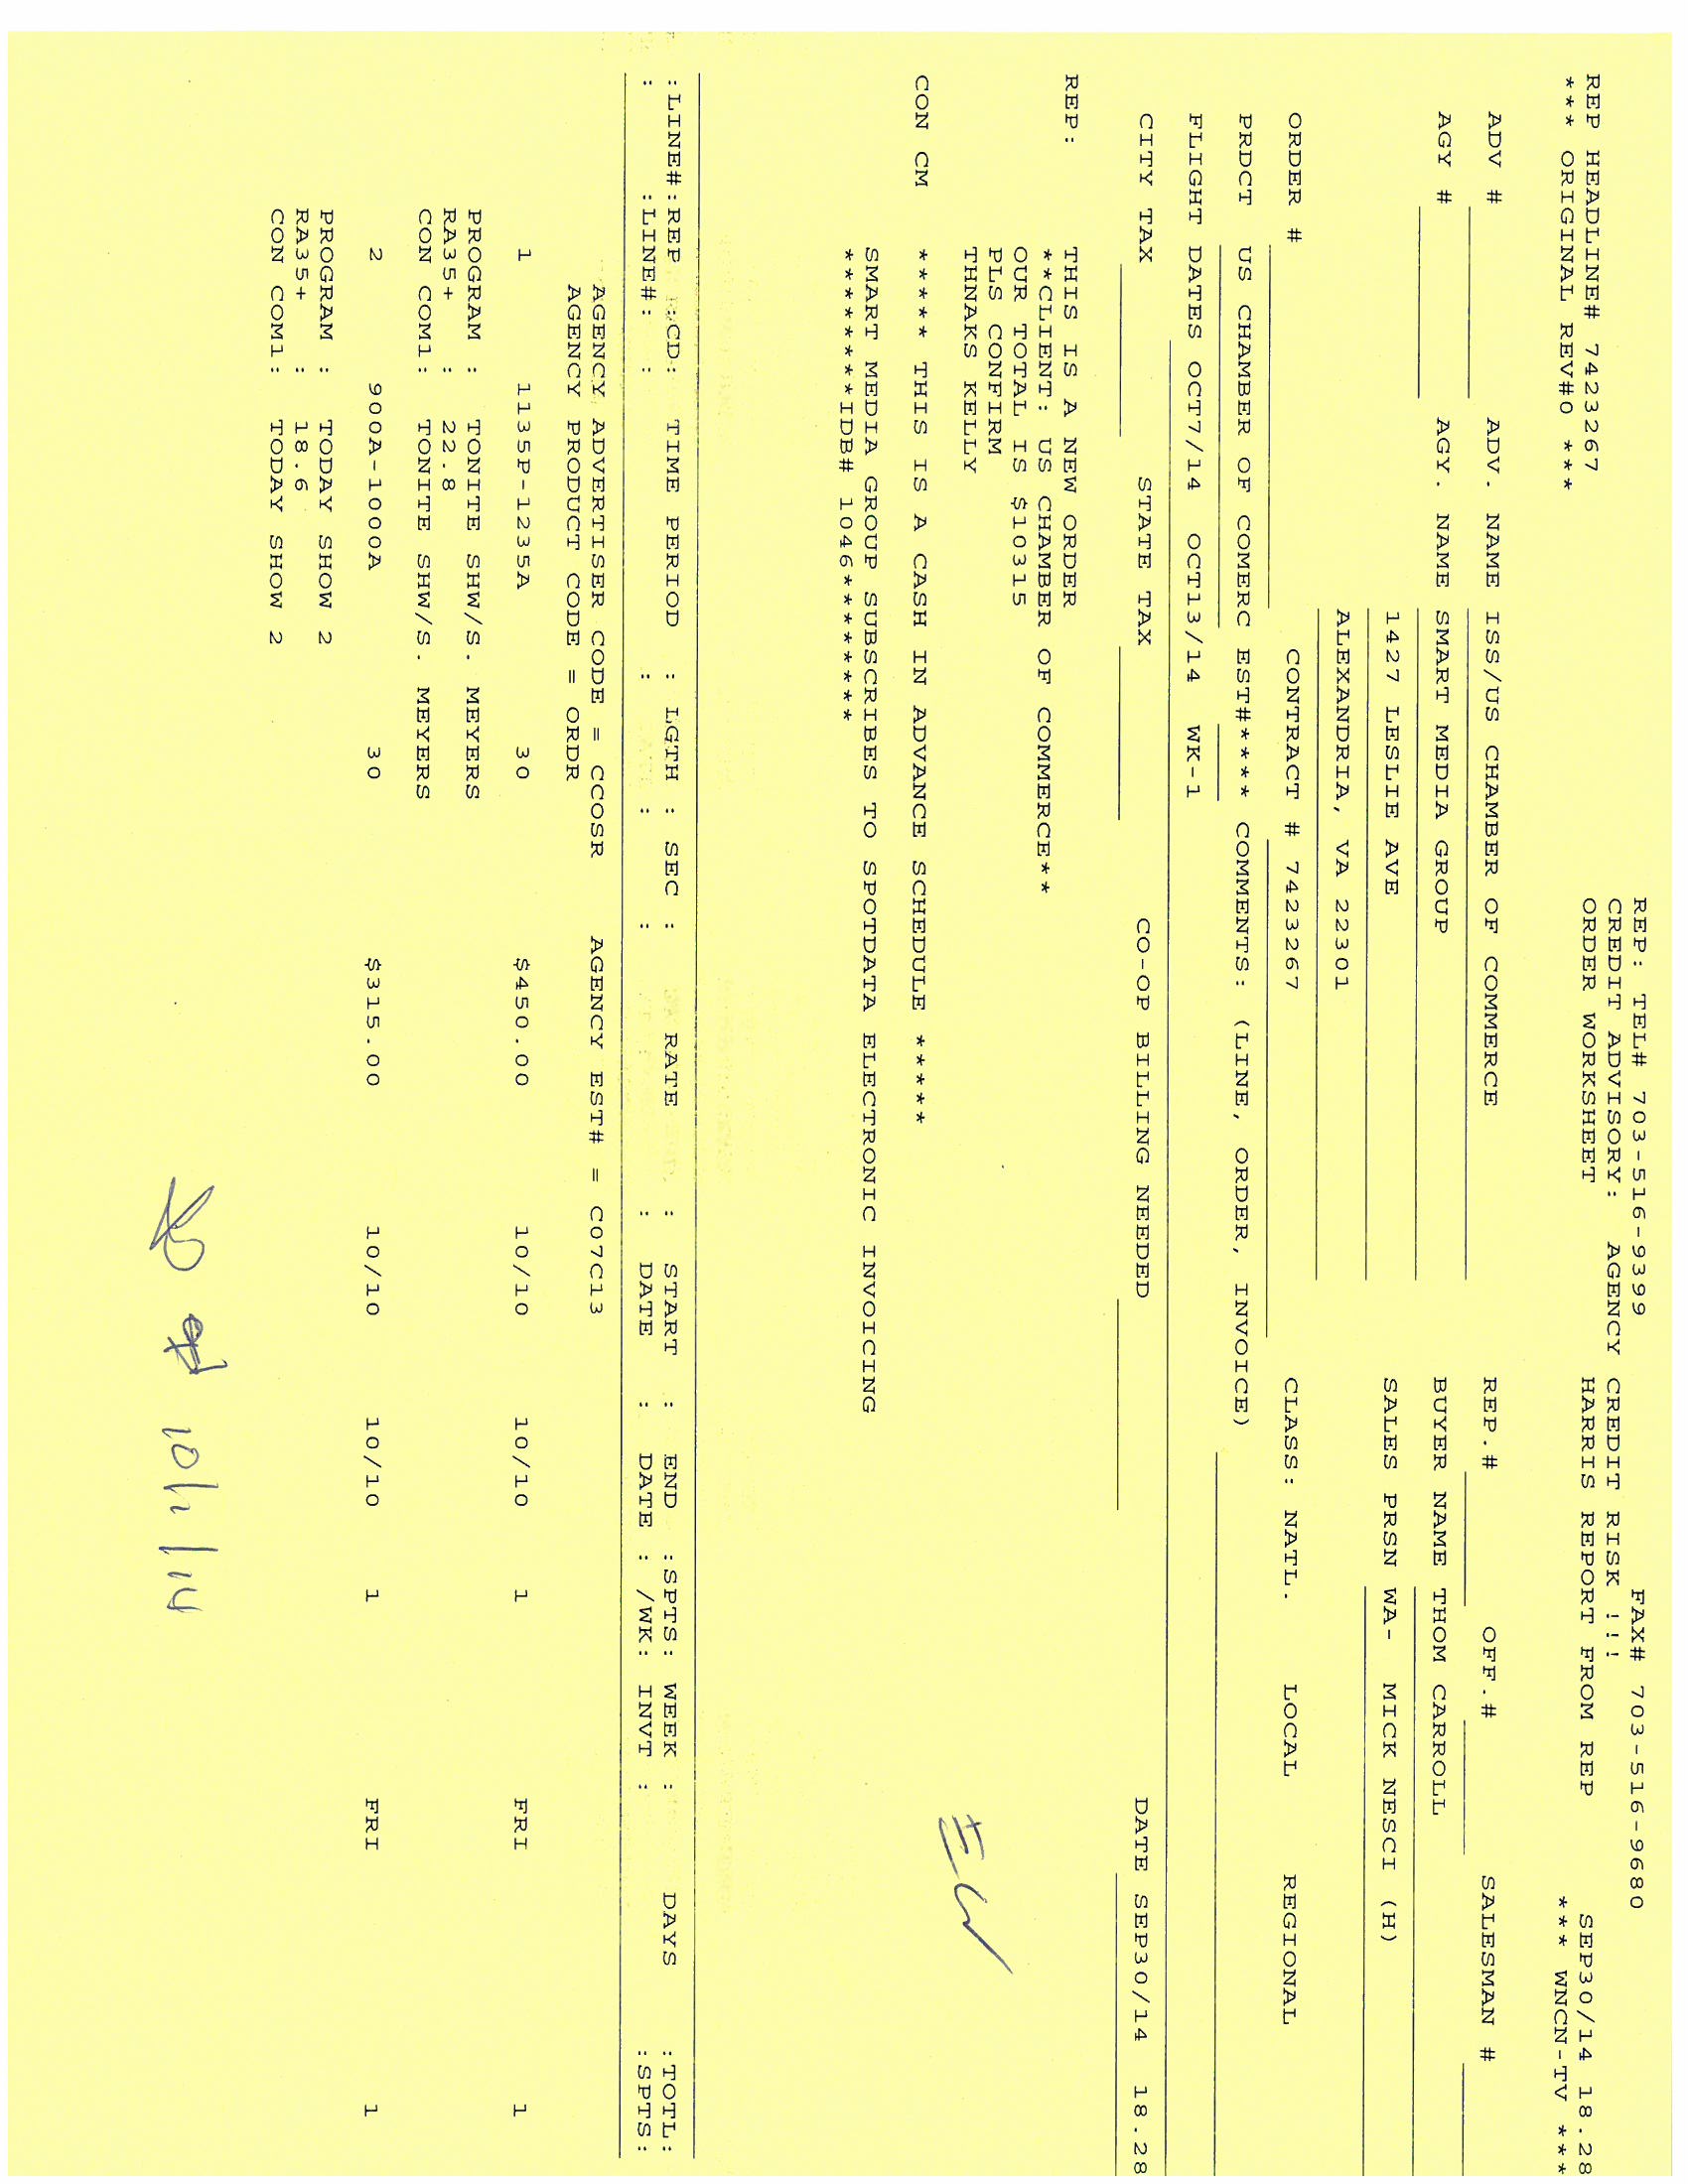 REP: TEL# 703-516-9399 FAX# 703-516-9680
CREDIT ADVISORY: AGENCY CREDIT RISK !!!
REP HEADLINE# 7423267 ORDER WORKSHEET HARRIS REPORT FROM REP SEP30/14 18.28
*** ORIGINAL REV#0 *** *** WNCN-TV ***
ADV # ADV. NAME ISS/US CHAMBER OF COMMERCE REP.# OFF.# SALESMAN #
AGY # AGY. NAME SMART MEDIA GROUP BUYER NAME THOM CARROLL
1427 LESLIE AVE SALES PRSN WA- MICK NESCI (H)
ALEXANDRIA, VA 22301
ORDER # CONTRACT # 7423267 CLASS: NATL. LOCAL REGIONAL
PRDCT US CHAMBER OF COMERC EST#**** COMMENTS: (LINE, ORDER, INVOICE)
FLIGHT DATES OCT7/14 OCT13/14 WK-1
CITY TAX STATE TAX CO-OP BILLING NEEDED DATE SEP30/14 18.28
REP: THIS IS A NEW ORDER
**CLIENT: US CHAMBER OF COMMERCE**
OUR TOTAL IS $10315
PLS CONFIRM
THNAKS KELLY
CON CM ***** THIS IS A CASH IN ADVANCE SCHEDULE *****
SMART MEDIA GROUP SUBSCRIBES TO SPOTDATA ELECTRONIC INVOICING
********IDB# 1046********
:LINE#:REP :CD: TIME PERIOD : LGTH : SEC : RATE : START : END :SPTS: WEEK : DAYS :TOTL:
: :LINE#: : : : : : DATE : DATE : /WK: INVT : :SPTS:
AGENCY ADVERTISER CODE = CCOSR AGENCY EST# = C07C13
AGENCY PRODUCT CODE = ORDR
1 1135P-1235A 30 $450.00 10/10 10/10 1 FRI 1
PROGRAM : TONITE SHW/S. MEYERS
RA35+ : 22.8
CON COM1: TONITE SHW/S. MEYERS
2 900A-1000A 30 $315.00 10/10 10/10 1 FRI 1
PROGRAM : TODAY SHOW 2
RA35+ : 18.6
CON COM1: TODAY SHOW 2
10/1/14